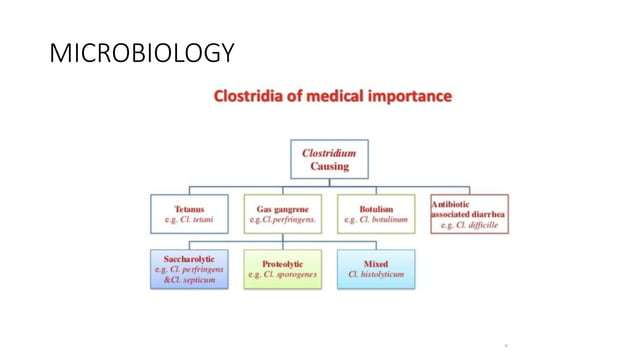 MICROBIOLOGY
Clostridia of medical importance
Clostridium
Causing
Tetanus
e.g. Cl. tetani
Gas gangrene
e.g.Cl.perfringens.
Botulism
e.g. Cl. botulinum
Antibiotic
associated diarrhea
e.g. Cl. difficille
Saccharolytic
e.g. Cl. perfringens
&Cl. septicum
Proteolytic
e.g. Cl. sporogenes
Mixed
Cl. histolyticum